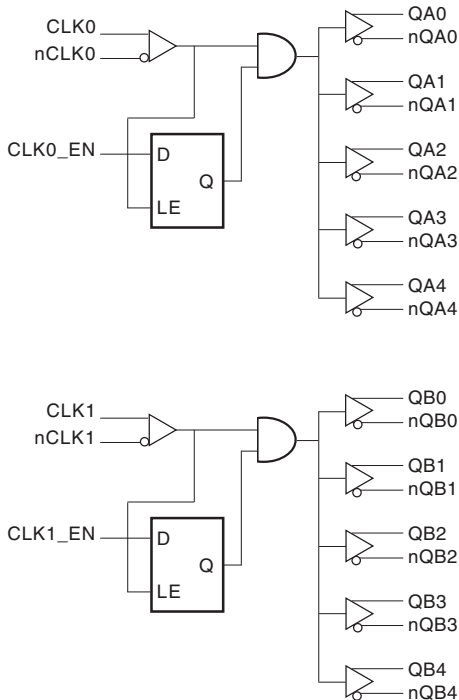 CLK0
nCLK0
CLK0_EN
D
Q
LE
QA0
nQA0
QA1
nQA1
QA2
nQA2
QA3
nQA3
QA4
nQA4
CLK1
nCLK1
CLK1_EN
D
Q
LE
QB0
nQB0
QB1
nQB1
QB2
nQB2
QB3
nQB3
QB4
nQB4